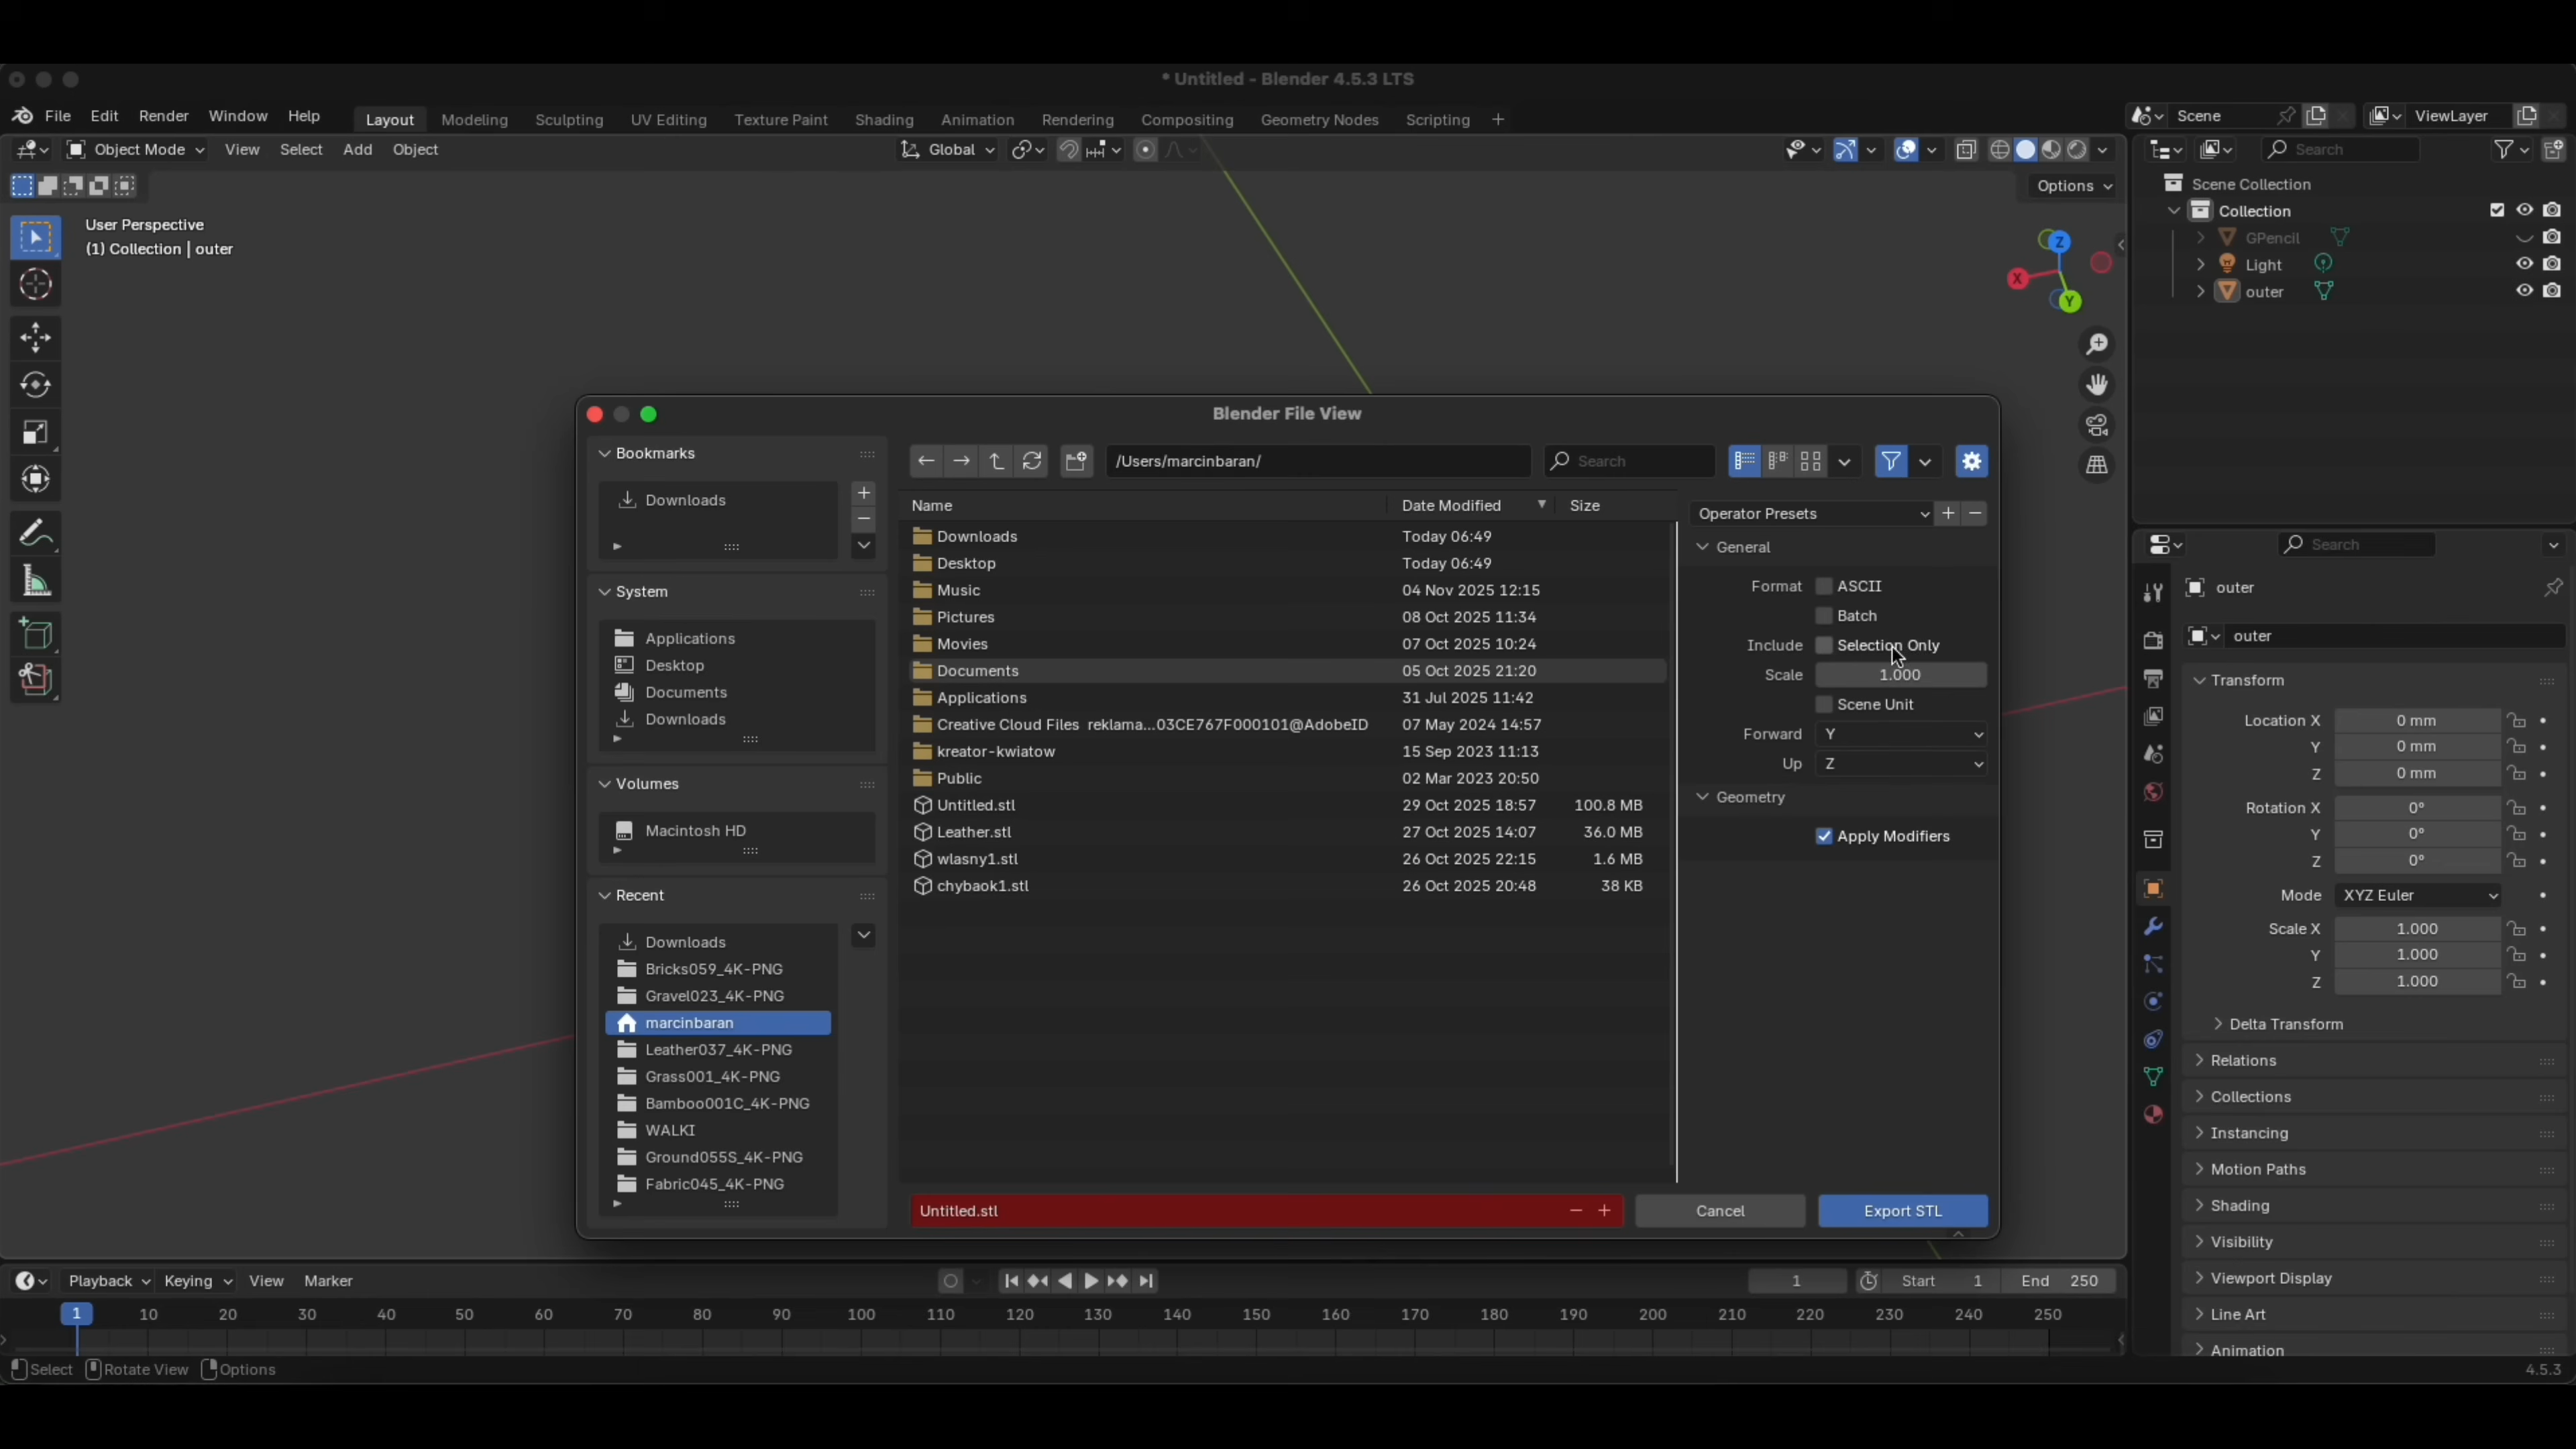 * Untitled - Blender 4.5.3 LTS
File Edit Render Window Help Layout Modeling Sculpting UV Editing Texture Paint Shading Animation Rendering Compositing Geometry Nodes Scripting + Scene ViewLayer
Object Mode View Select Add Object Global Search
Options
User Perspective
(1) Collection | outer
Z
X
Y
Scene Collection
Collection
GPencil
Light
outer
Blender File View
Bookmarks
Downloads
System
Applications
Desktop
Documents
Downloads
Volumes
Macintosh HD
Recent
Downloads
Bricks059_4K-PNG
Gravel023_4K-PNG
marcinbaran
Leather037_4K-PNG
Grass001_4K-PNG
Bamboo001C_4K-PNG
WALKI
Ground055S_4K-PNG
Fabric045_4K-PNG
/Users/marcinbaran/ Search
Name Date Modified Size
Downloads Today 06:49
Desktop Today 06:49
Music 04 Nov 2025 12:15
Pictures 08 Oct 2025 11:34
Movies 07 Oct 2025 10:24
Documents 05 Oct 2025 21:20
Applications 31 Jul 2025 11:42
Creative Cloud Files reklama...03CE767F000101@AdobeID 07 May 2024 14:57
kreator-kwiatow 15 Sep 2023 11:13
Public 02 Mar 2023 20:50
Untitled.stl 29 Oct 2025 18:57 100.8 MB
Leather.stl 27 Oct 2025 14:07 36.0 MB
wlasny1.stl 26 Oct 2025 22:15 1.6 MB
chybaok1.stl 26 Oct 2025 20:48 38 KB
Operator Presets
General
Format ASCII
Batch
Include Selection Only
Scale 1.000
Scene Unit
Forward Y
Up Z
Geometry
Apply Modifiers
Untitled.stl Cancel Export STL
Search
outer
outer
Transform
Location X 0 mm
Y 0 mm
Z 0 mm
Rotation X 0°
Y 0°
Z 0°
Mode XYZ Euler
Scale X 1.000
Y 1.000
Z 1.000
Delta Transform
Relations
Collections
Instancing
Motion Paths
Shading
Visibility
Viewport Display
Line Art
Animation
Playback Keying View Marker 1 Start 1 End 250
1 10 20 30 40 50 60 70 80 90 100 110 120 130 140 150 160 170 180 190 200 210 220 230 240 250
Select Rotate View Options 4.5.3